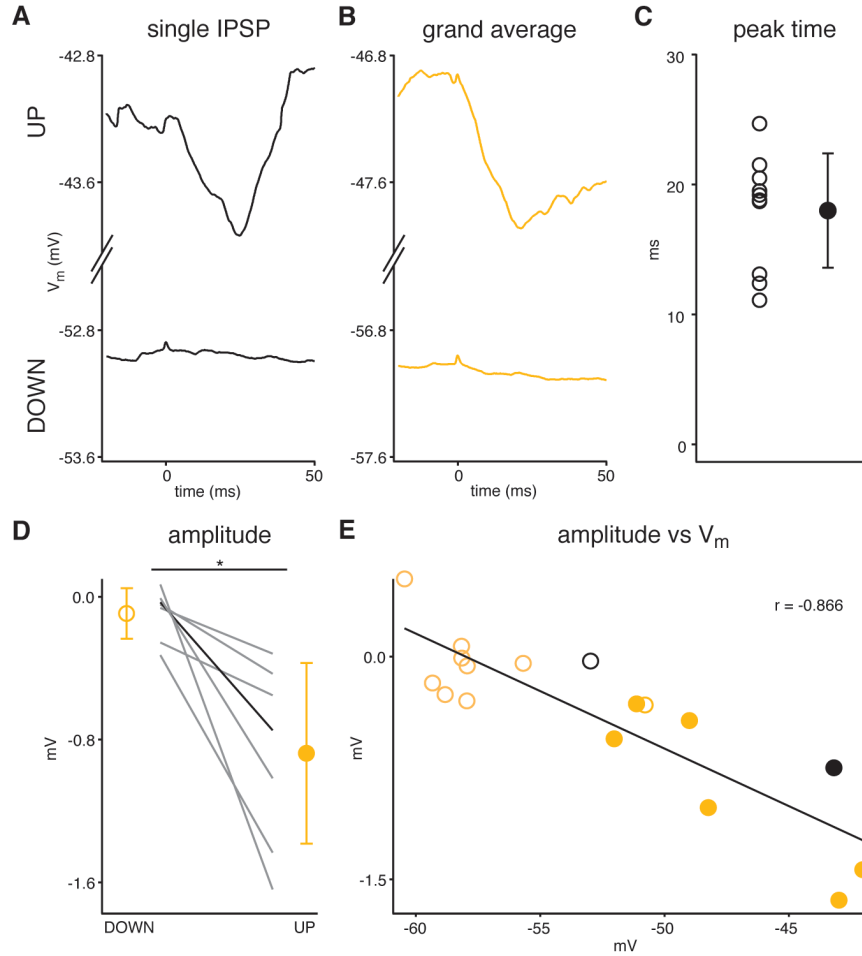 A
single IPSP
B
grand average
C
peak time
UP
DOWN
Vm (mV)
-42.8
-43.6
-52.8
-53.6
0
50
time (ms)
-46.8
-47.6
-56.8
-57.6
0
50
time (ms)
30
20
10
0
ms
D
amplitude
*
0.0
-0.8
-1.6
mV
DOWN
UP
E
amplitude vs Vm
r = -0.866
0.0
-1.5
mV
-60
-55
-50
-45
mV